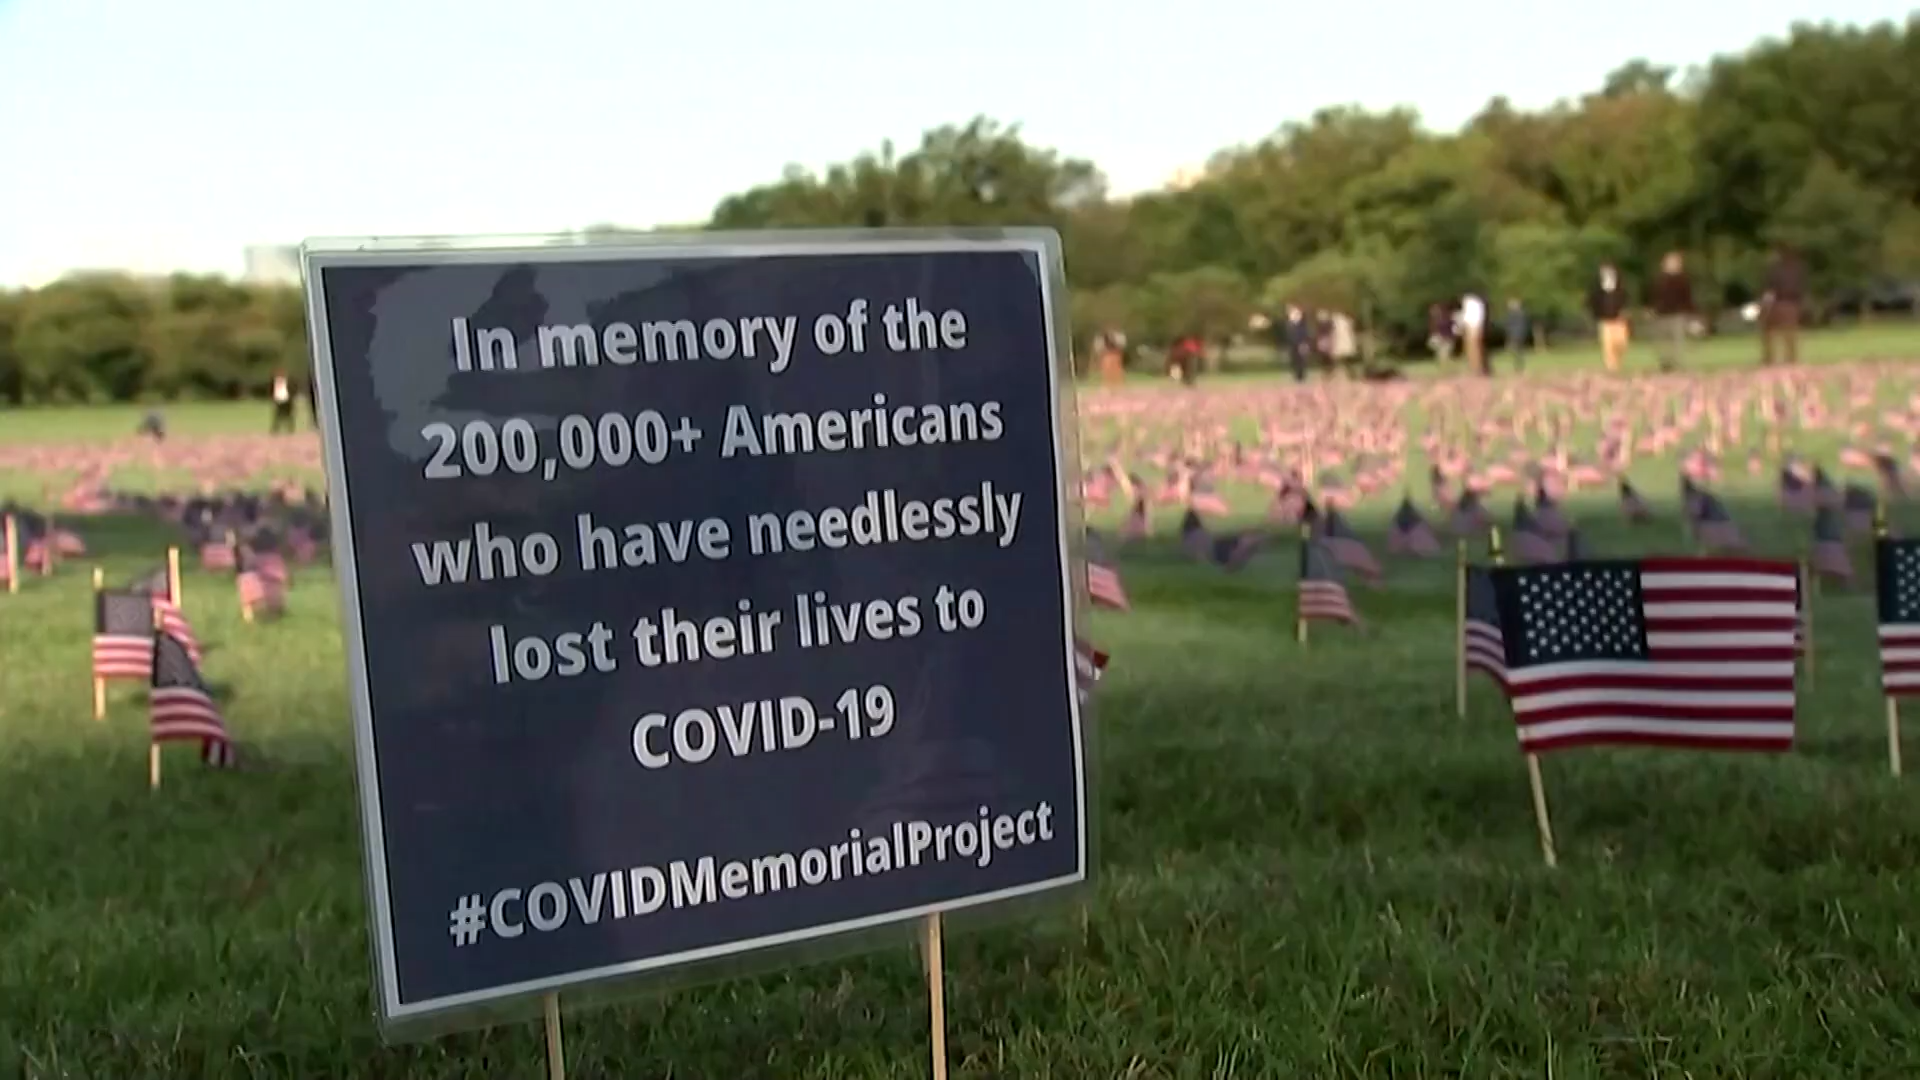 In memory of the
200,000+ Americans
who have needlessly
lost their lives to
COVID-19
#COVIDMemorialProject